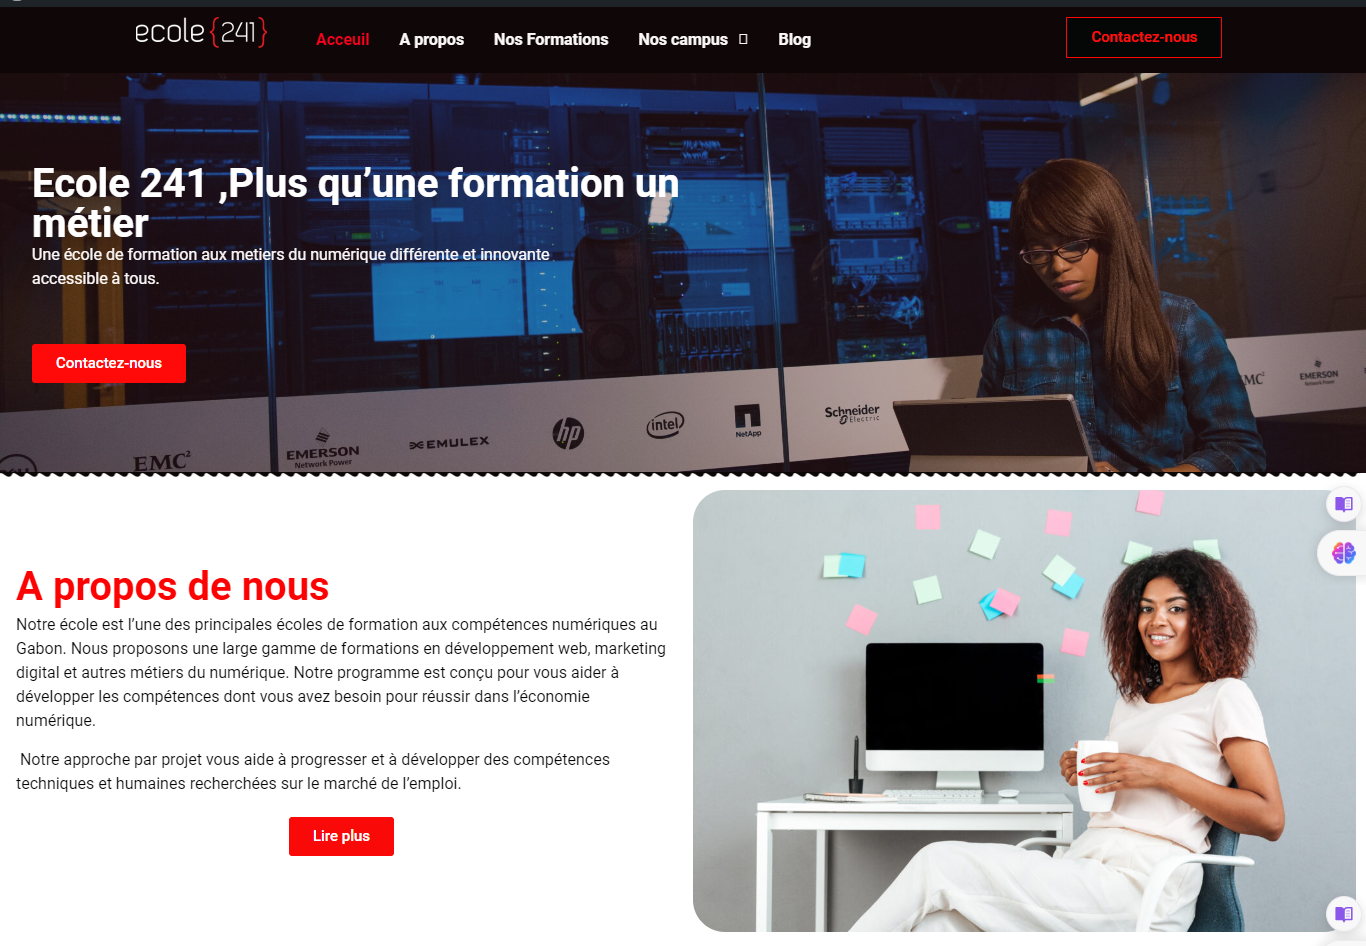 ecole {241}
Acceuil
A propos
Nos Formations
Nos campus
Blog
Contactez-nous
Ecole 241 ,Plus qu’une formation un
métier
Une école de formation aux metiers du numérique différente et innovante
accessible à tous.
Contactez-nous
EMC²
EMERSON
Network Power
EMULEX
hp
intel
NetApp
Schneider
Electric
EMC²
EMERSON
Network Power
A propos de nous
Notre école est l’une des principales écoles de formation aux compétences numériques au
Gabon. Nous proposons une large gamme de formations en développement web, marketing
digital et autres métiers du numérique. Notre programme est conçu pour vous aider à
développer les compétences dont vous avez besoin pour réussir dans l’économie
numérique.
Notre approche par projet vous aide à progresser et à développer des compétences
techniques et humaines recherchées sur le marché de l’emploi.
Lire plus